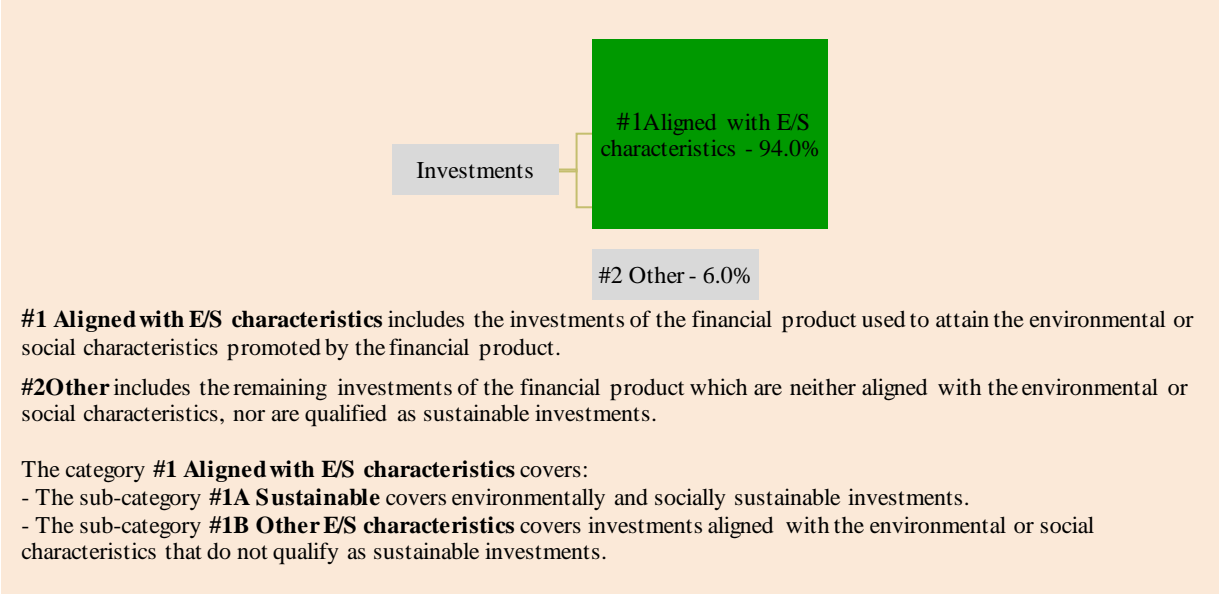 #1Aligned with E/S
characteristics - 94.0%
Investments
#2 Other - 6.0%
#1 Aligned with E/S characteristics includes the investments of the financial product used to attain the environmental or
social characteristics promoted by the financial product.
#2Other includes the remaining investments of the financial product which are neither aligned with the environmental or
social characteristics, nor are qualified as sustainable investments.
The category #1 Aligned with E/S characteristics covers:
- The sub-category #1A Sustainable covers environmentally and socially sustainable investments.
- The sub-category #1B Other E/S characteristics covers investments aligned with the environmental or social
characteristics that do not qualify as sustainable investments.